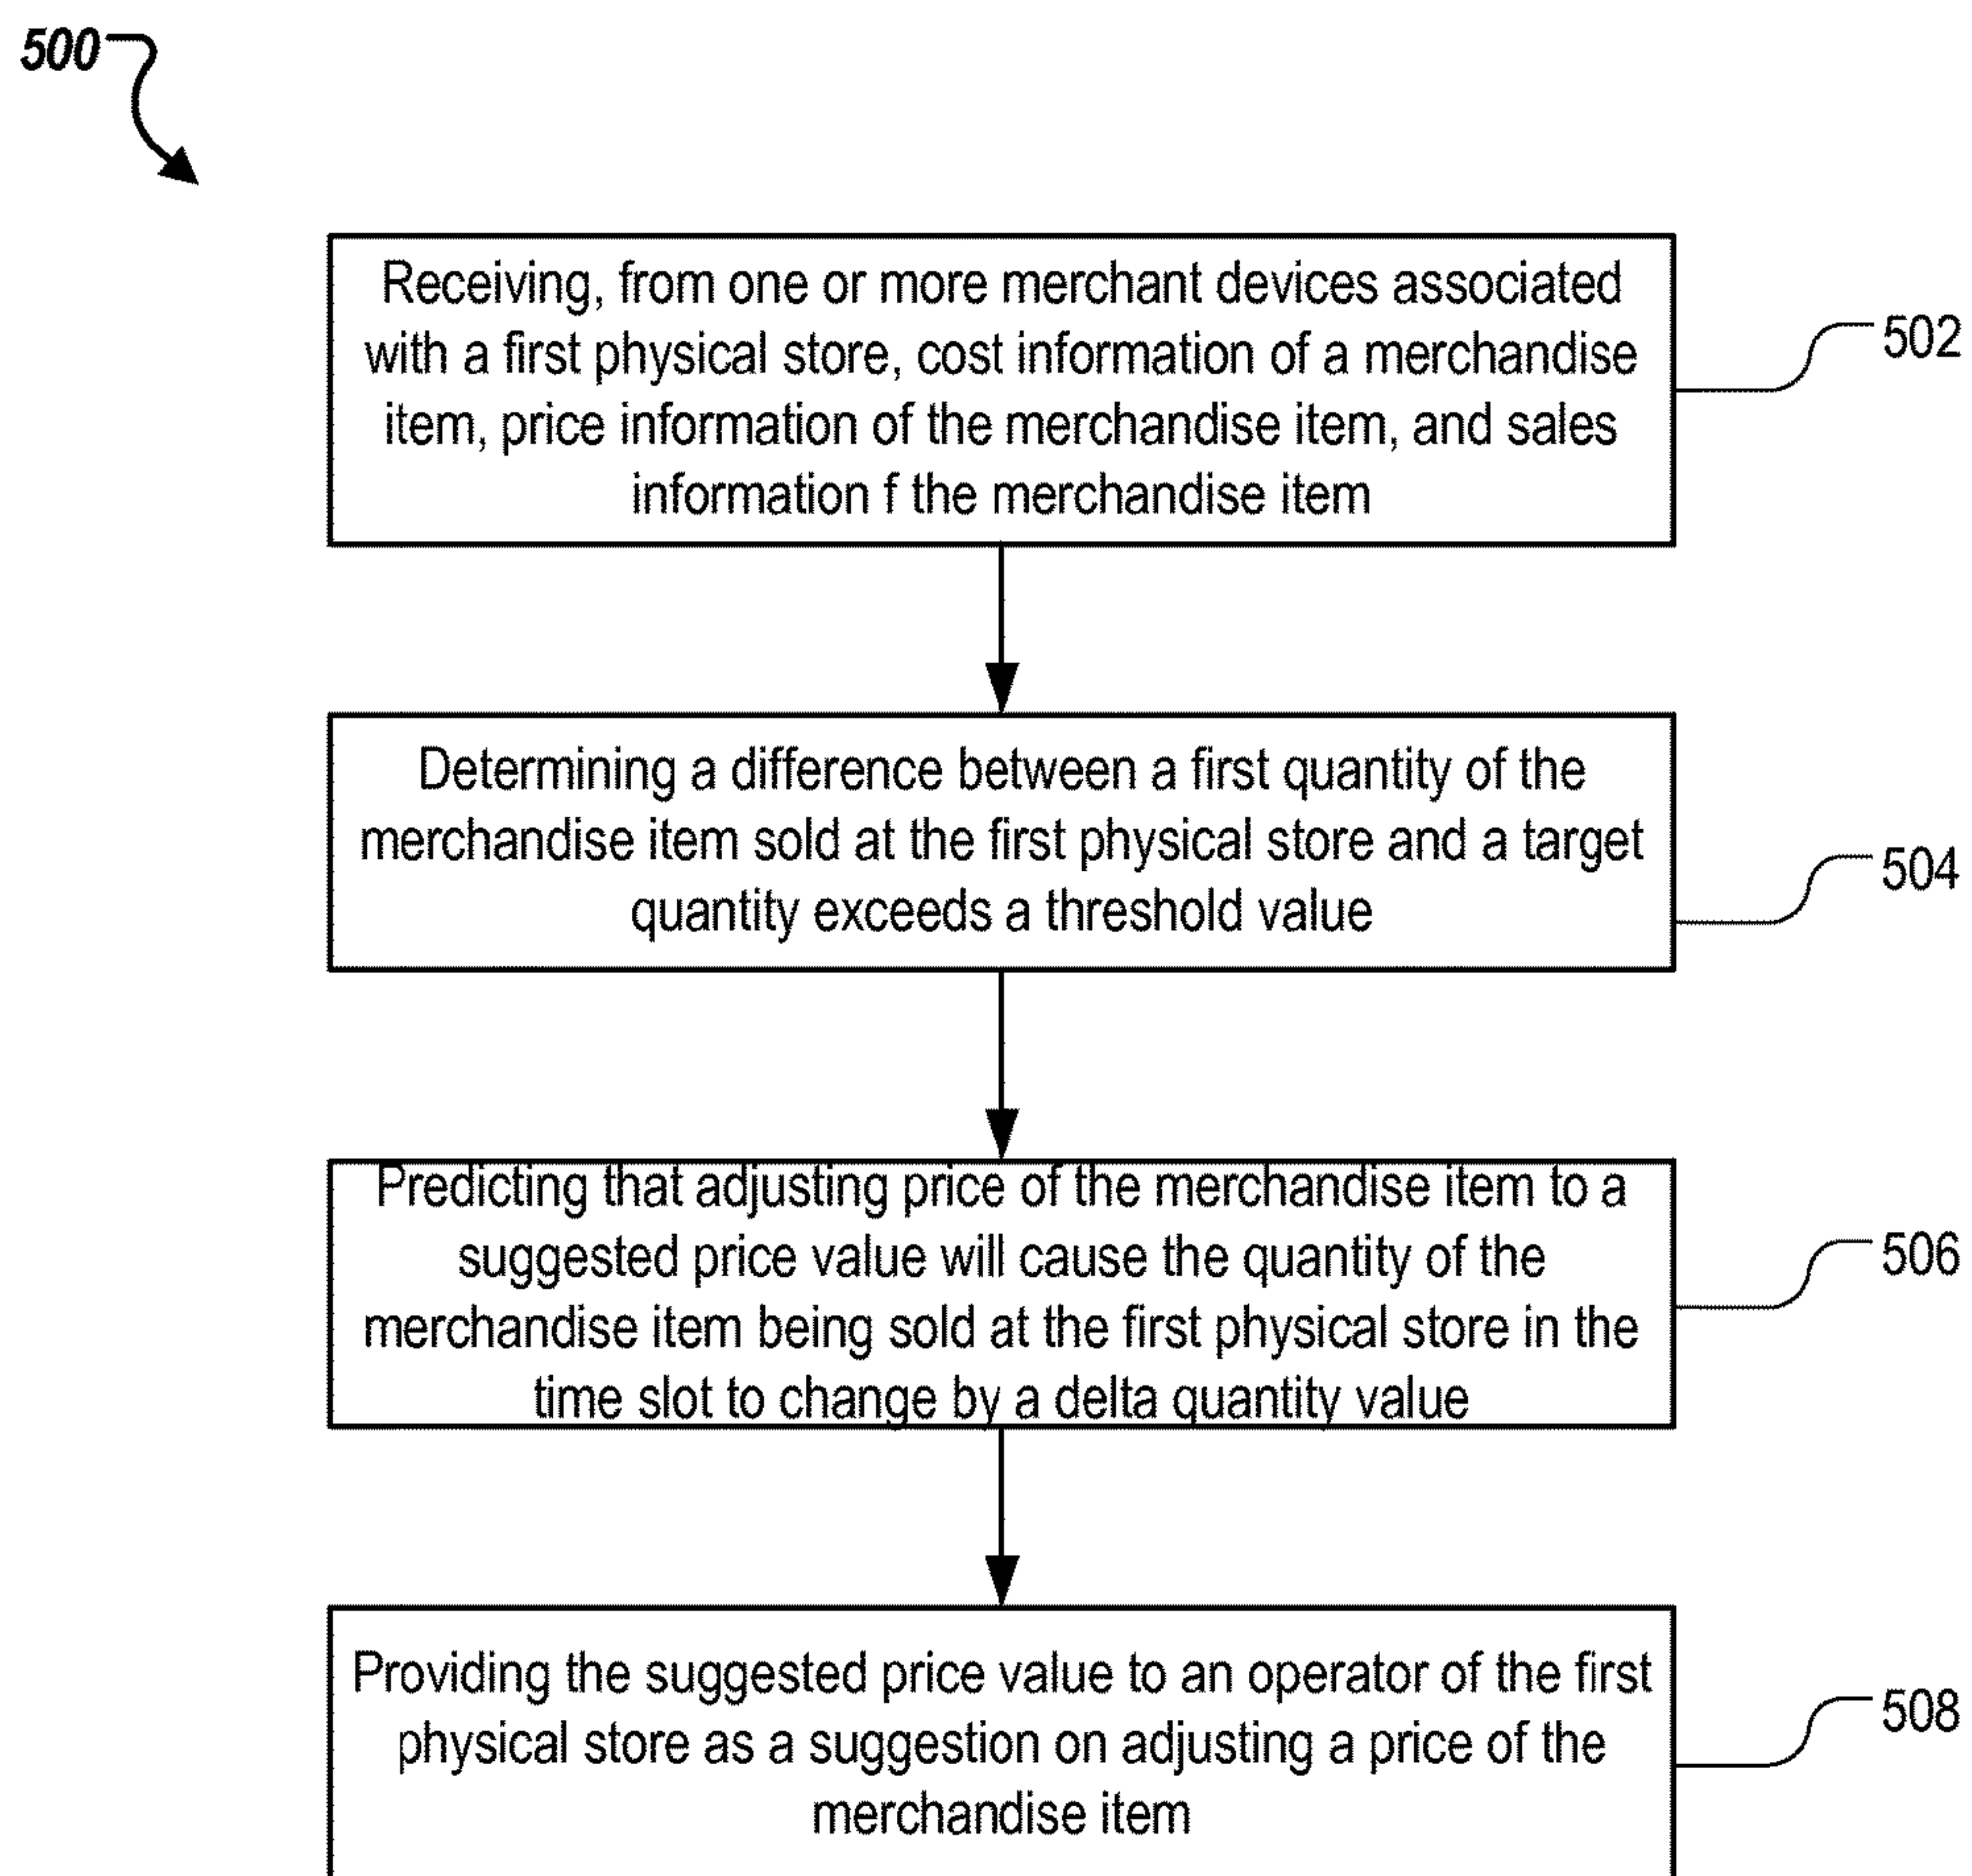 500
Receiving, from one or more merchant devices associated
with a first physical store, cost information of a merchandise
item, price information of the merchandise item, and sales
information f the merchandise item
502
Determining a difference between a first quantity of the
merchandise item sold at the first physical store and a target
quantity exceeds a threshold value
504
Predicting that adjusting price of the merchandise item to a
suggested price value will cause the quantity of the
merchandise item being sold at the first physical store in the
time slot to change by a delta quantity value
506
Providing the suggested price value to an operator of the first
physical store as a suggestion on adjusting a price of the
merchandise item
508